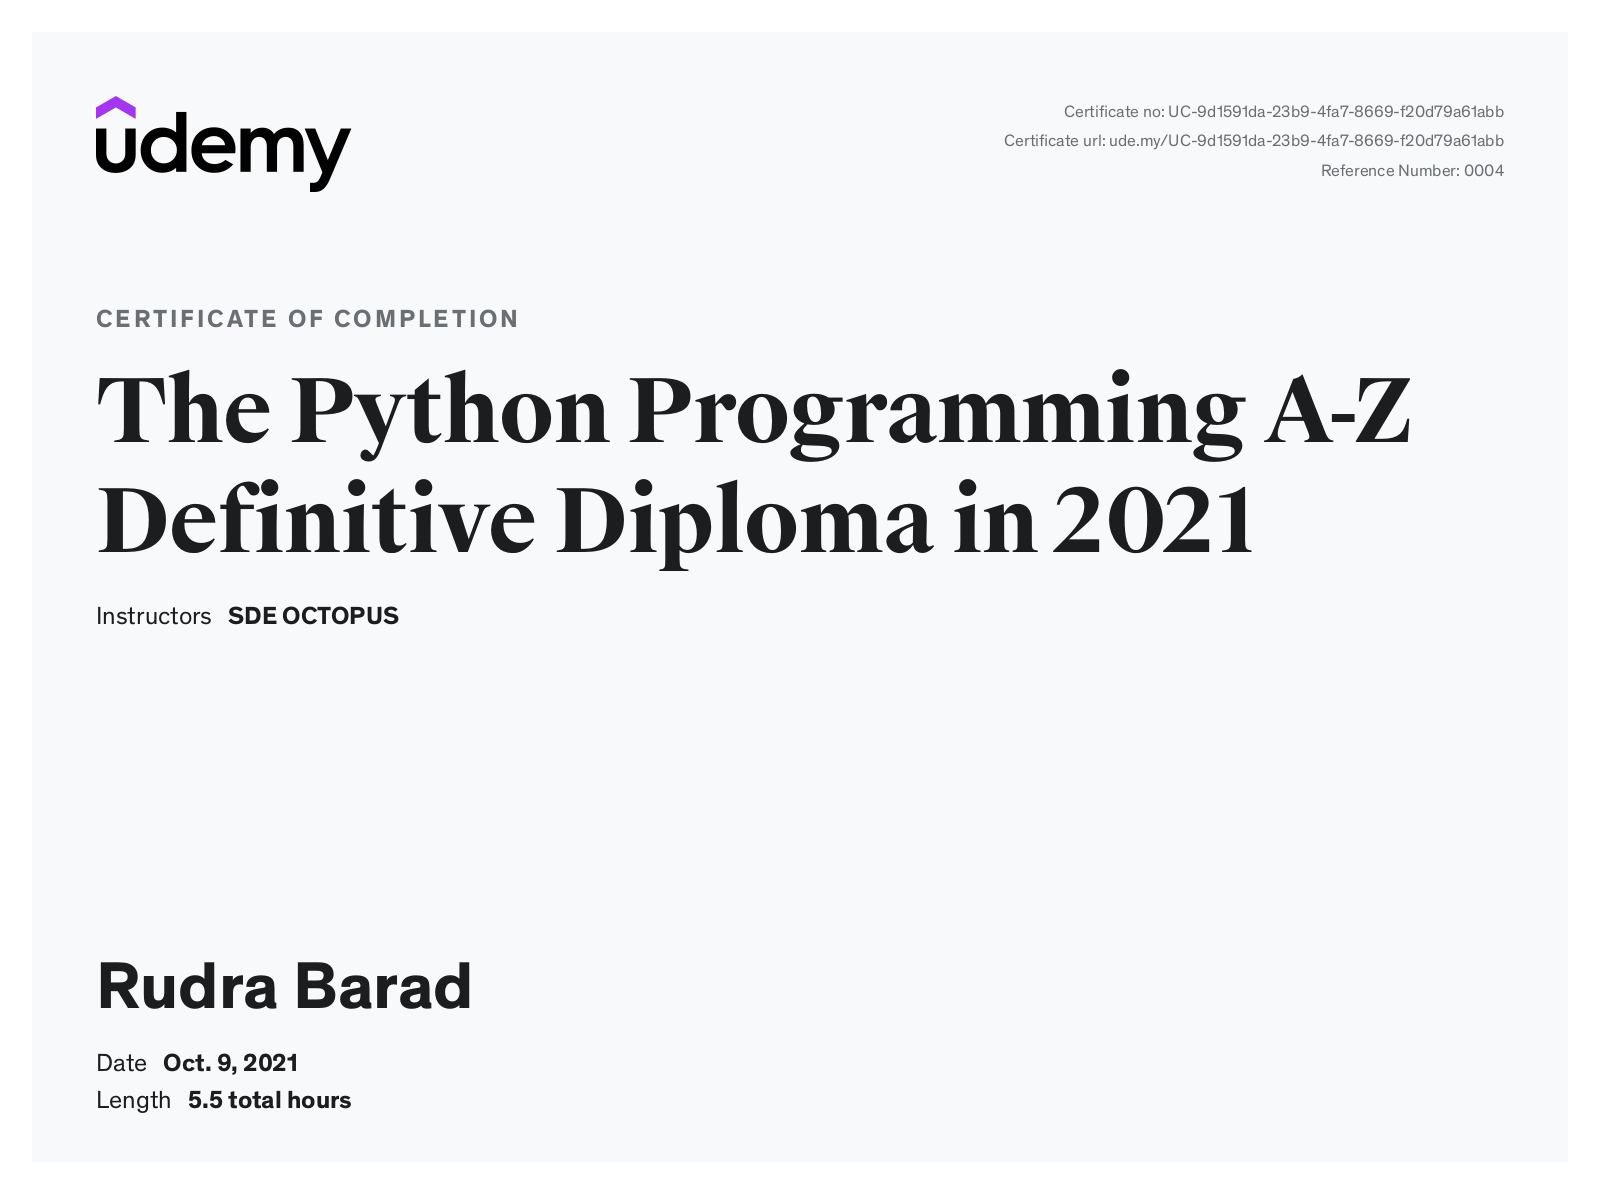 udemy
Certificate no: UC-9d1591da-23b9-4fa7-8669-f20d79a61abb
Certificate url: ude.my/UC-9d1591da-23b9-4fa7-8669-f20d79a61abb
Reference Number: 0004
CERTIFICATE OF COMPLETION
The Python Programming A-Z
Definitive Diploma in 2021
Instructors SDE OCTOPUS
Rudra Barad
Date Oct. 9, 2021
Length 5.5 total hours